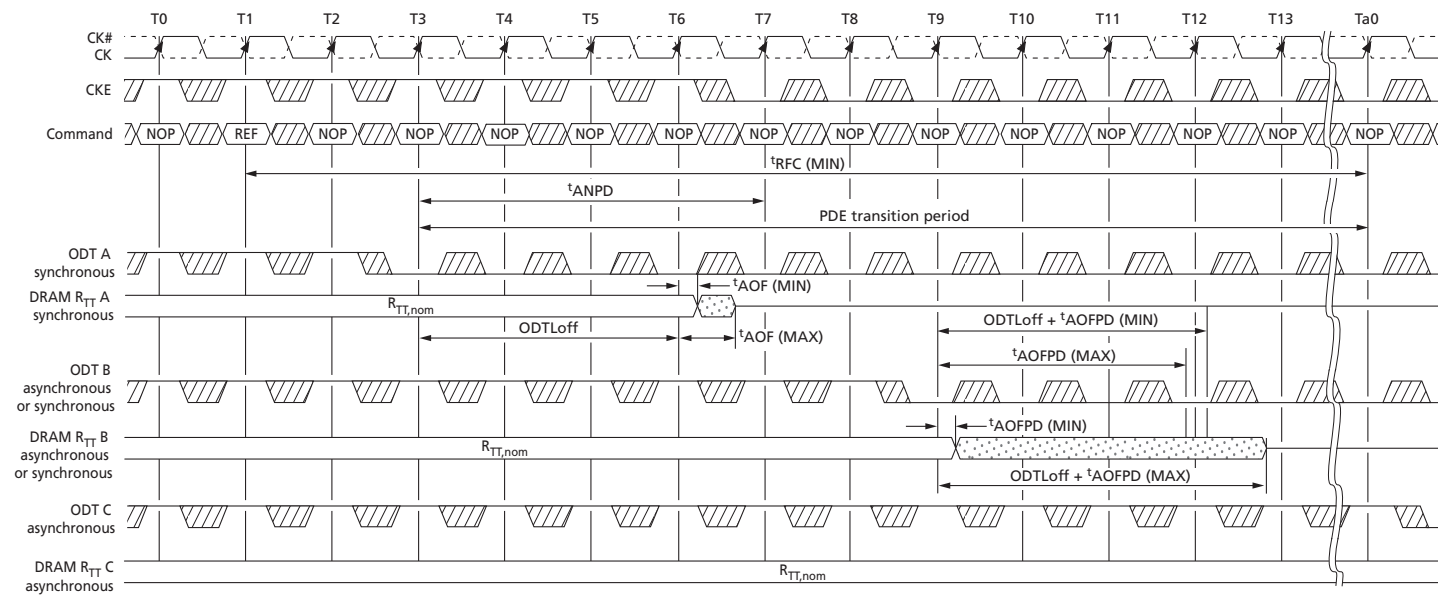 T0 T1 T2 T3 T4 T5 T6 T7 T8 T9 T10 T11 T12 T13 Ta0
CK#
CK
CKE
Command NOP REF NOP NOP NOP NOP NOP NOP NOP NOP NOP NOP NOP NOP NOP
tRFC (MIN)
tANPD
PDE transition period
ODT A
synchronous
tAOF (MIN)
DRAM RTT A
synchronous
RTT,nom
ODTLoff + tAOFPD (MIN)
ODTLoff
tAOF (MAX)
tAOFPD (MAX)
ODT B
asynchronous
or synchronous
tAOFPD (MIN)
DRAM RTT B
asynchronous
or synchronous
RTT,nom
ODTLoff + tAOFPD (MAX)
ODT C
asynchronous
DRAM RTT C
asynchronous
RTT,nom